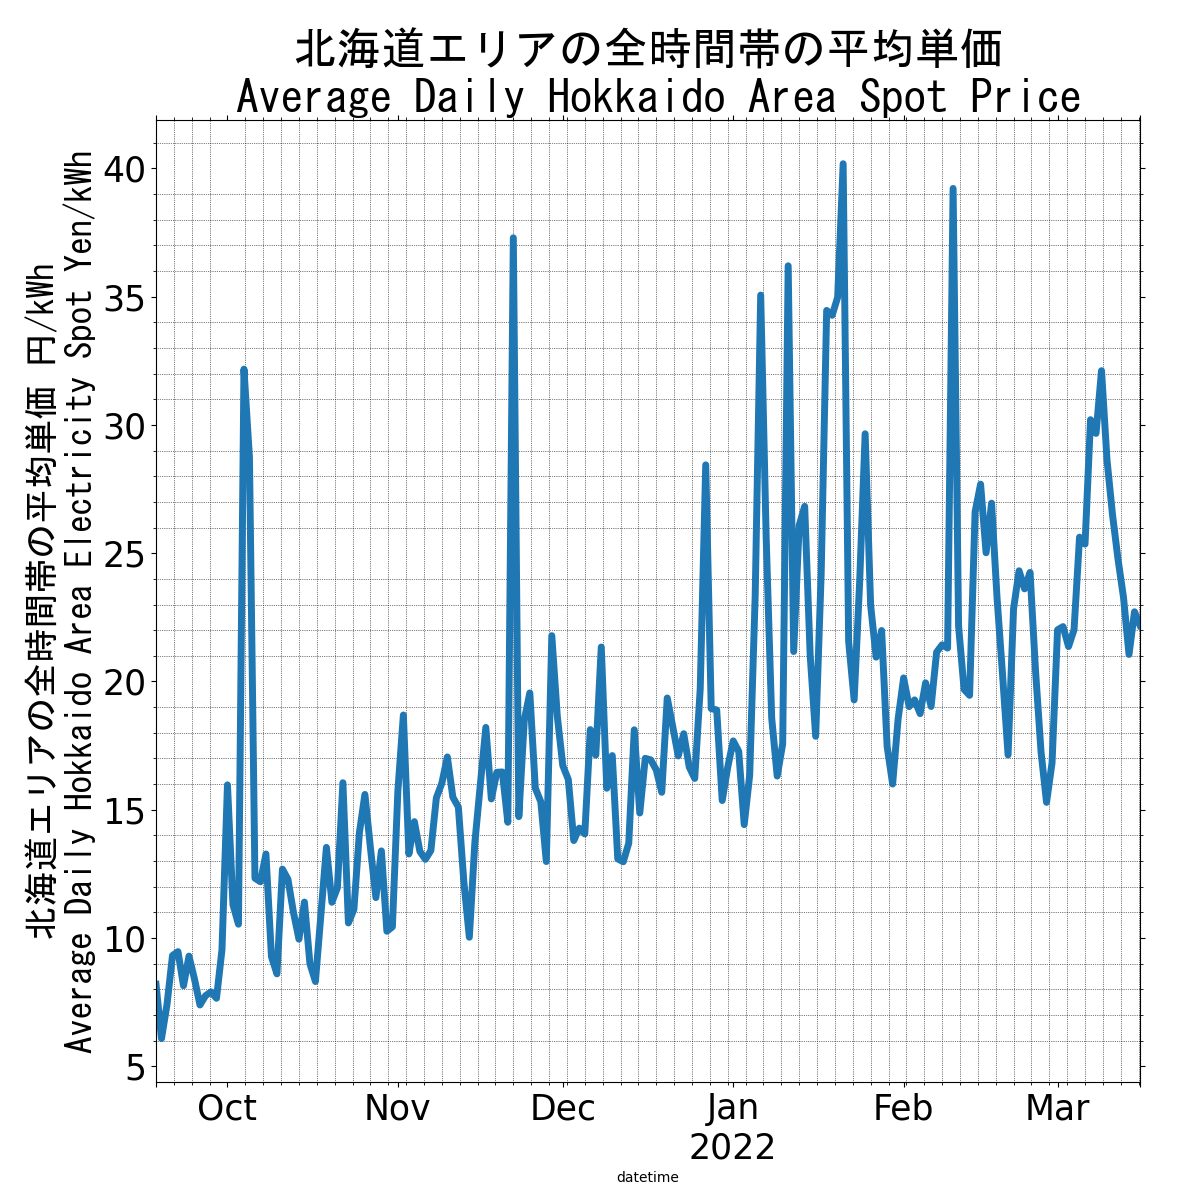 北海道エリアの全時間帯の平均単価
Average Daily Hokkaido Area Spot Price
北海道エリアの全時間帯の平均単価 円/kWh
Average Daily Hokkaido Area Electricity Spot Yen/kWh
40
35
30
25
20
15
10
5
Oct
Nov
Dec
Jan
2022
Feb
Mar
datetime